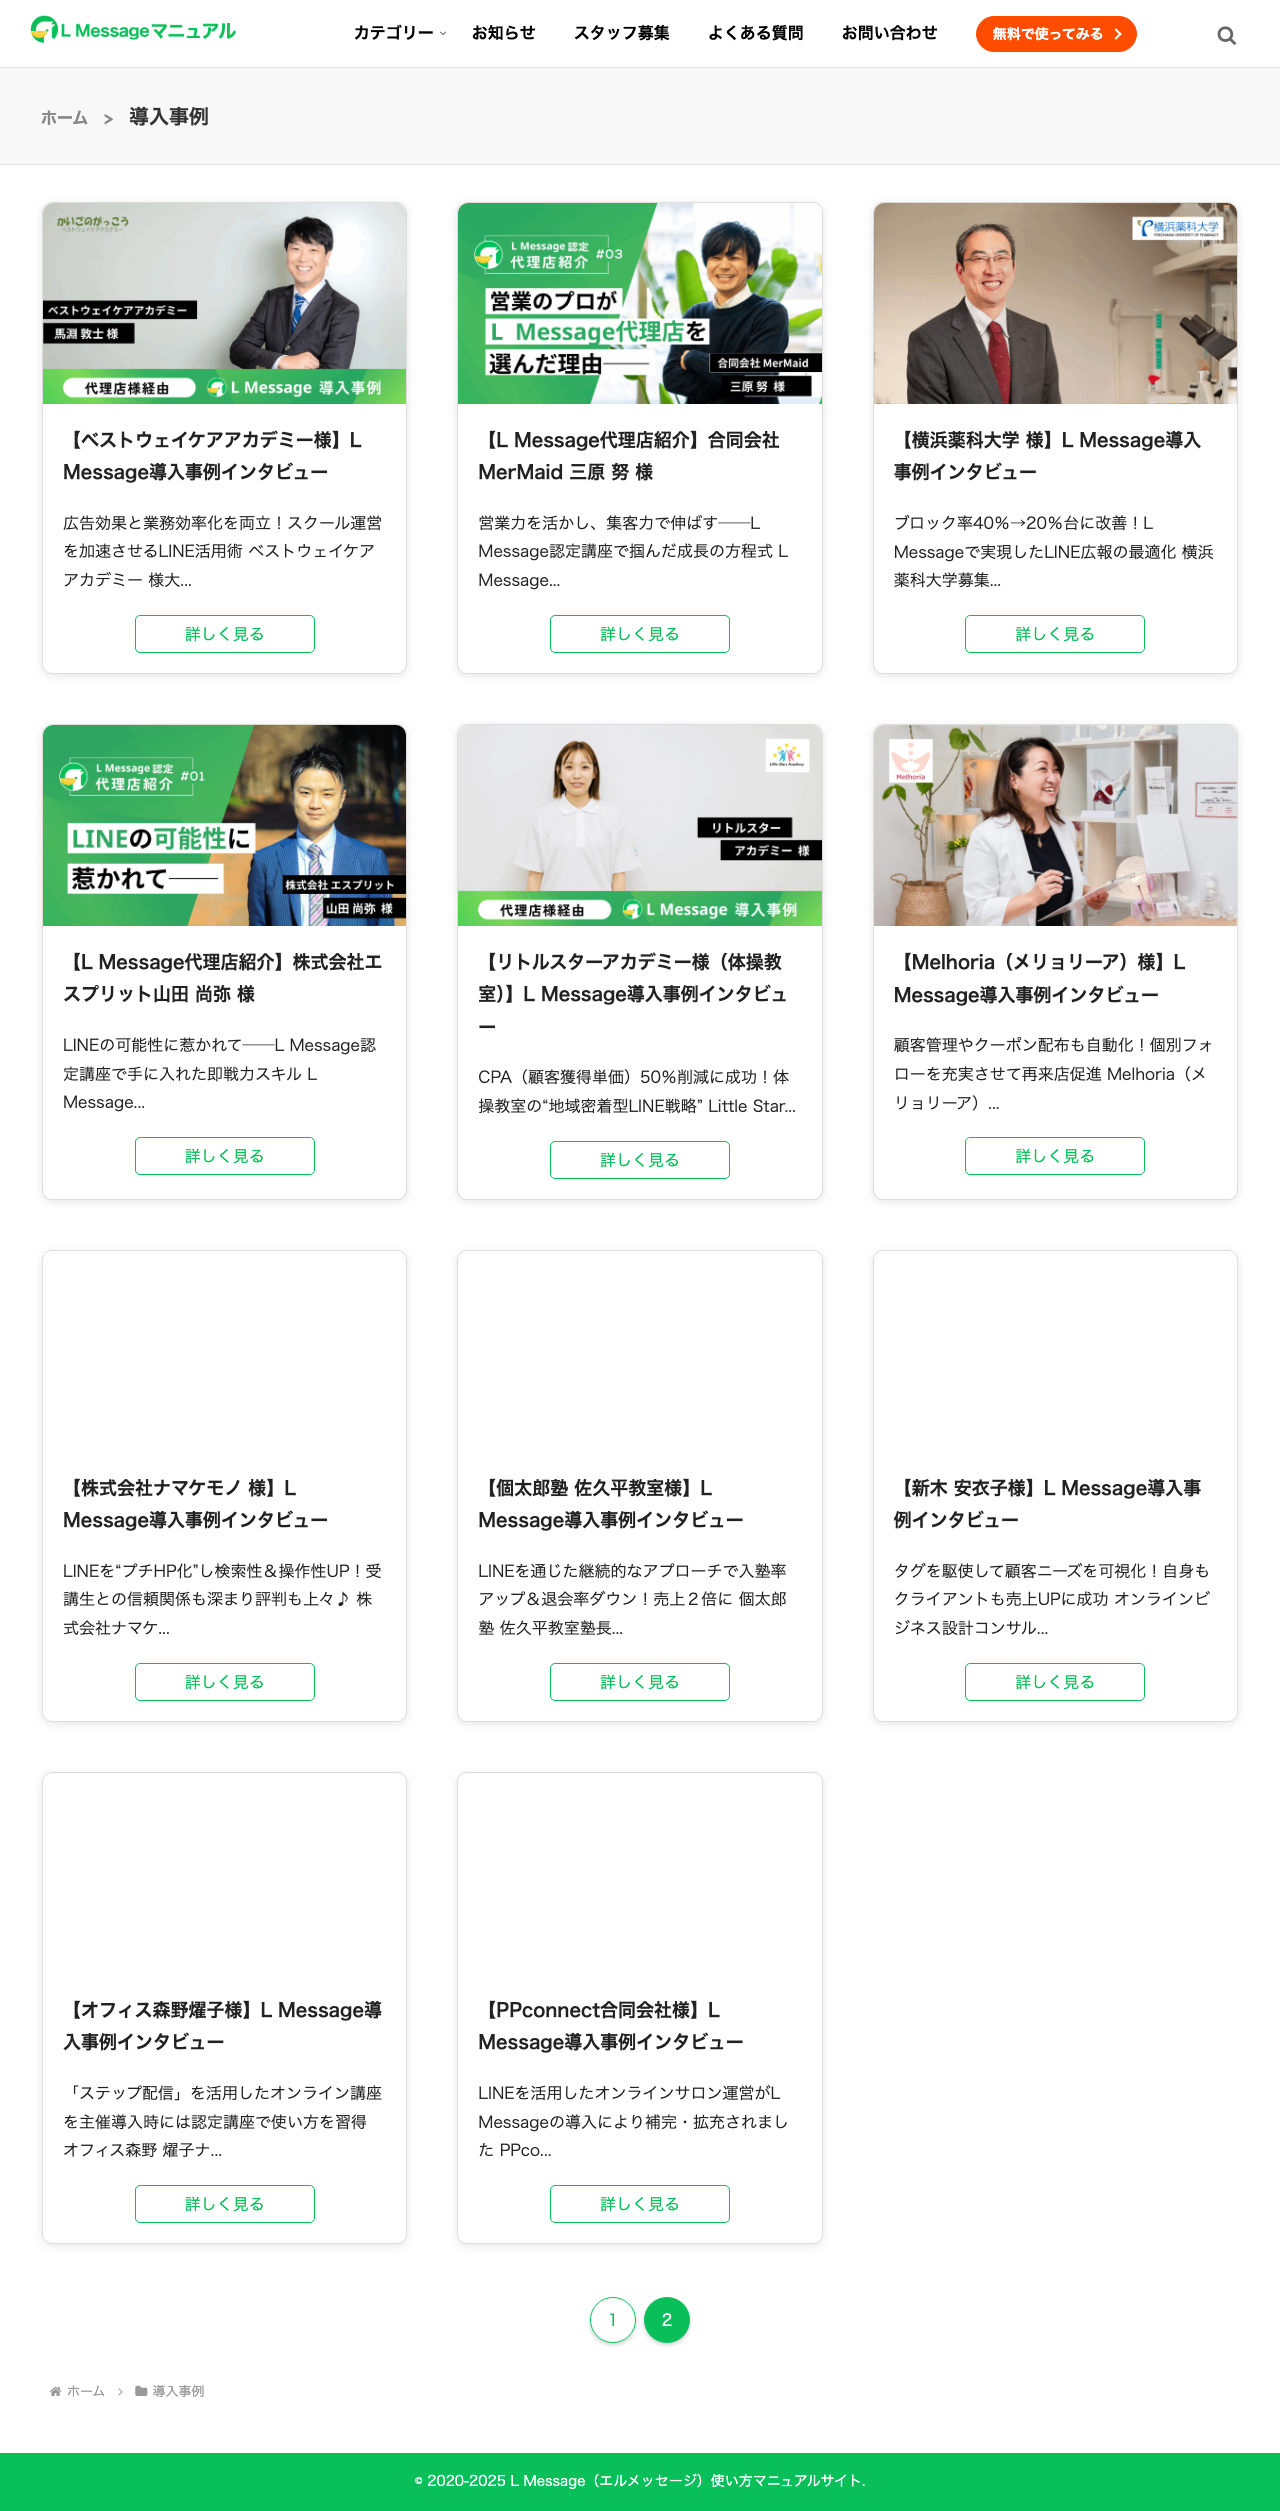 L Messageマニュアル
カテゴリー
お知らせ
スタッフ募集
よくある質問
お問い合わせ
無料で使ってみる
ホーム > 導入事例
かいごのがっこう
ベストウェイケアアカデミー
ベストウェイケアアカデミー
馬淵 敦士 様
代理店様経由 L Message 導入事例
【ベストウェイケアアカデミー様】L
Message導入事例インタビュー
広告効果と業務効率化を両立！スクール運営
を加速させるLINE活用術 ベストウェイケア
アカデミー 様大...
詳しく見る
L Message 認定
代理店紹介 #03
営業のプロが
L Message代理店を
選んだ理由──
合同会社 MerMaid
三原 努 様
【L Message代理店紹介】合同会社
MerMaid 三原 努 様
営業力を活かし、集客力で伸ばす──L
Message認定講座で掴んだ成長の方程式 L
Message...
詳しく見る
横浜薬科大学
YOKOHAMA UNIVERSITY OF PHARMACY
【横浜薬科大学 様】L Message導入
事例インタビュー
ブロック率40％→20％台に改善！L
Messageで実現したLINE広報の最適化 横浜
薬科大学募集...
詳しく見る
L Message 認定
代理店紹介 #01
LINEの可能性に
惹かれて──
株式会社 エスプリット
山田 尚弥 様
【L Message代理店紹介】株式会社エ
スプリット山田 尚弥 様
LINEの可能性に惹かれて──L Message認
定講座で手に入れた即戦力スキル L
Message...
詳しく見る
Little Stars Academy
リトルスター
アカデミー 様
代理店様経由 L Message 導入事例
【リトルスターアカデミー様（体操教
室）】L Message導入事例インタビュ
ー
CPA（顧客獲得単価）50％削減に成功！体
操教室の“地域密着型LINE戦略” Little Star...
詳しく見る
Melhoria
【Melhoria（メリョリーア）様】L
Message導入事例インタビュー
顧客管理やクーポン配布も自動化！個別フォ
ローを充実させて再来店促進 Melhoria（メ
リョリーア）...
詳しく見る
【株式会社ナマケモノ 様】L
Message導入事例インタビュー
LINEを“プチHP化”し検索性＆操作性UP！受
講生との信頼関係も深まり評判も上々♪ 株
式会社ナマケ...
詳しく見る
【個太郎塾 佐久平教室様】L
Message導入事例インタビュー
LINEを通じた継続的なアプローチで入塾率
アップ＆退会率ダウン！売上２倍に 個太郎
塾 佐久平教室塾長...
詳しく見る
【新木 安衣子様】L Message導入事
例インタビュー
タグを駆使して顧客ニーズを可視化！自身も
クライアントも売上UPに成功 オンラインビ
ジネス設計コンサル...
詳しく見る
【オフィス森野燿子様】L Message導
入事例インタビュー
「ステップ配信」を活用したオンライン講座
を主催導入時には認定講座で使い方を習得
オフィス森野 燿子ナ...
詳しく見る
【PPconnect合同会社様】L
Message導入事例インタビュー
LINEを活用したオンラインサロン運営がL
Messageの導入により補完・拡充されまし
た PPco...
詳しく見る
1 2
ホーム > 導入事例
© 2020-2025 L Message（エルメッセージ）使い方マニュアルサイト.